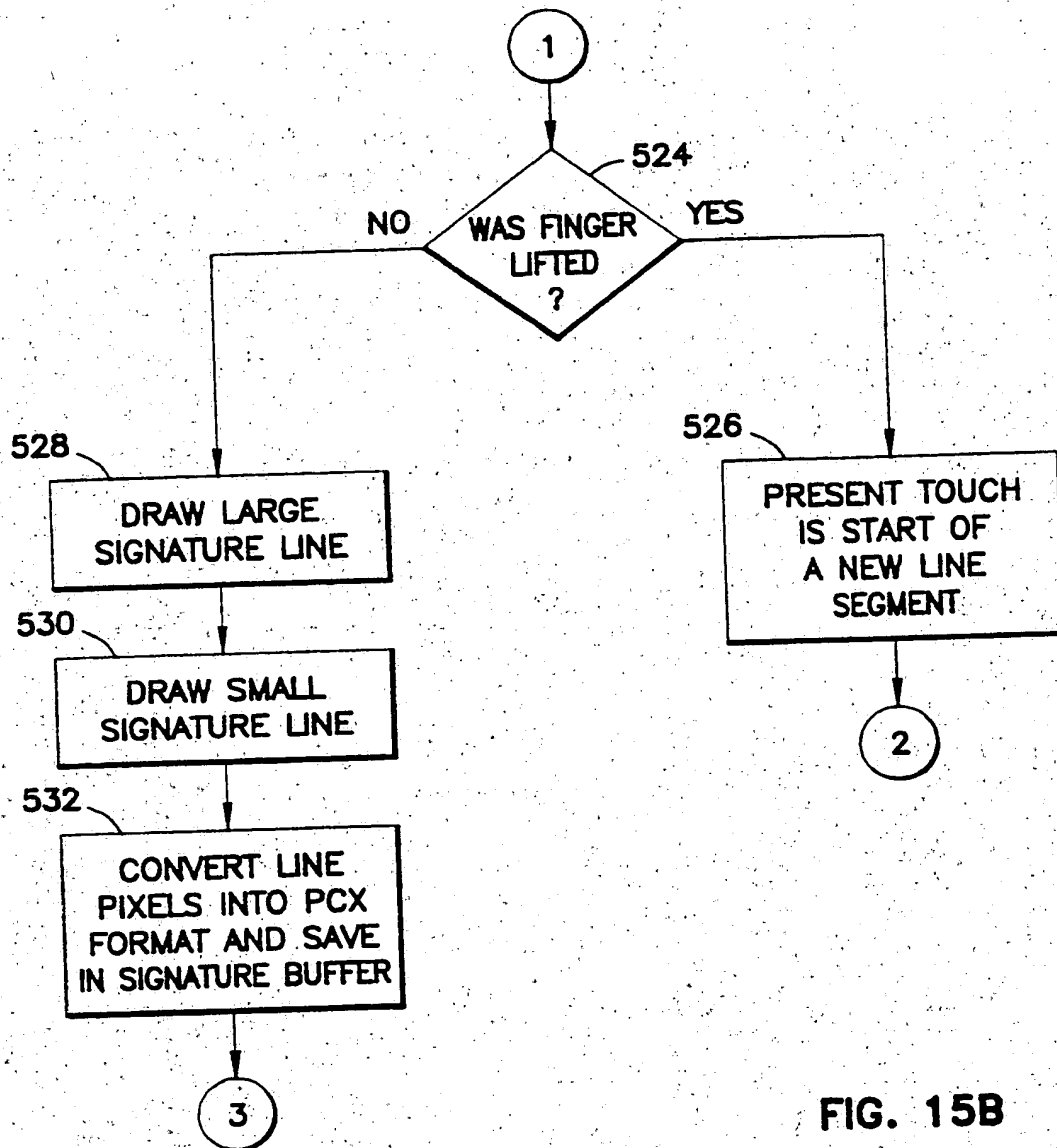 1
524
NO
YES
WAS FINGER
LIFTED
?
528
DRAW LARGE
SIGNATURE LINE
526
PRESENT TOUCH
IS START OF
A NEW LINE
SEGMENT
530
DRAW SMALL
SIGNATURE LINE
2
532
CONVERT LINE
PIXELS INTO PCX
FORMAT AND SAVE
IN SIGNATURE BUFFER
3
FIG. 15B